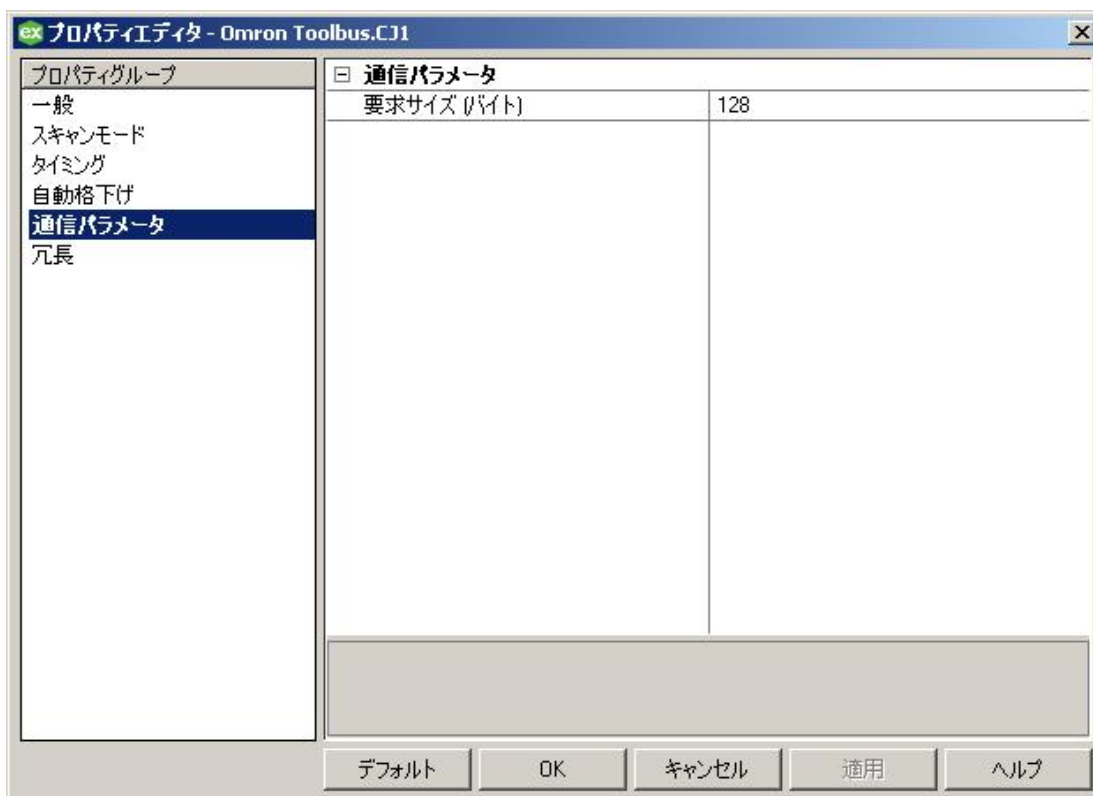 ex プロパティエディタ - Omron Toolbus.CJ1
プロパティグループ
一般
スキャンモード
タイミング
自動格下げ
通信パラメータ
冗長
通信パラメータ
要求サイズ (バイト) 128
デフォルト OK キャンセル 適用 ヘルプ